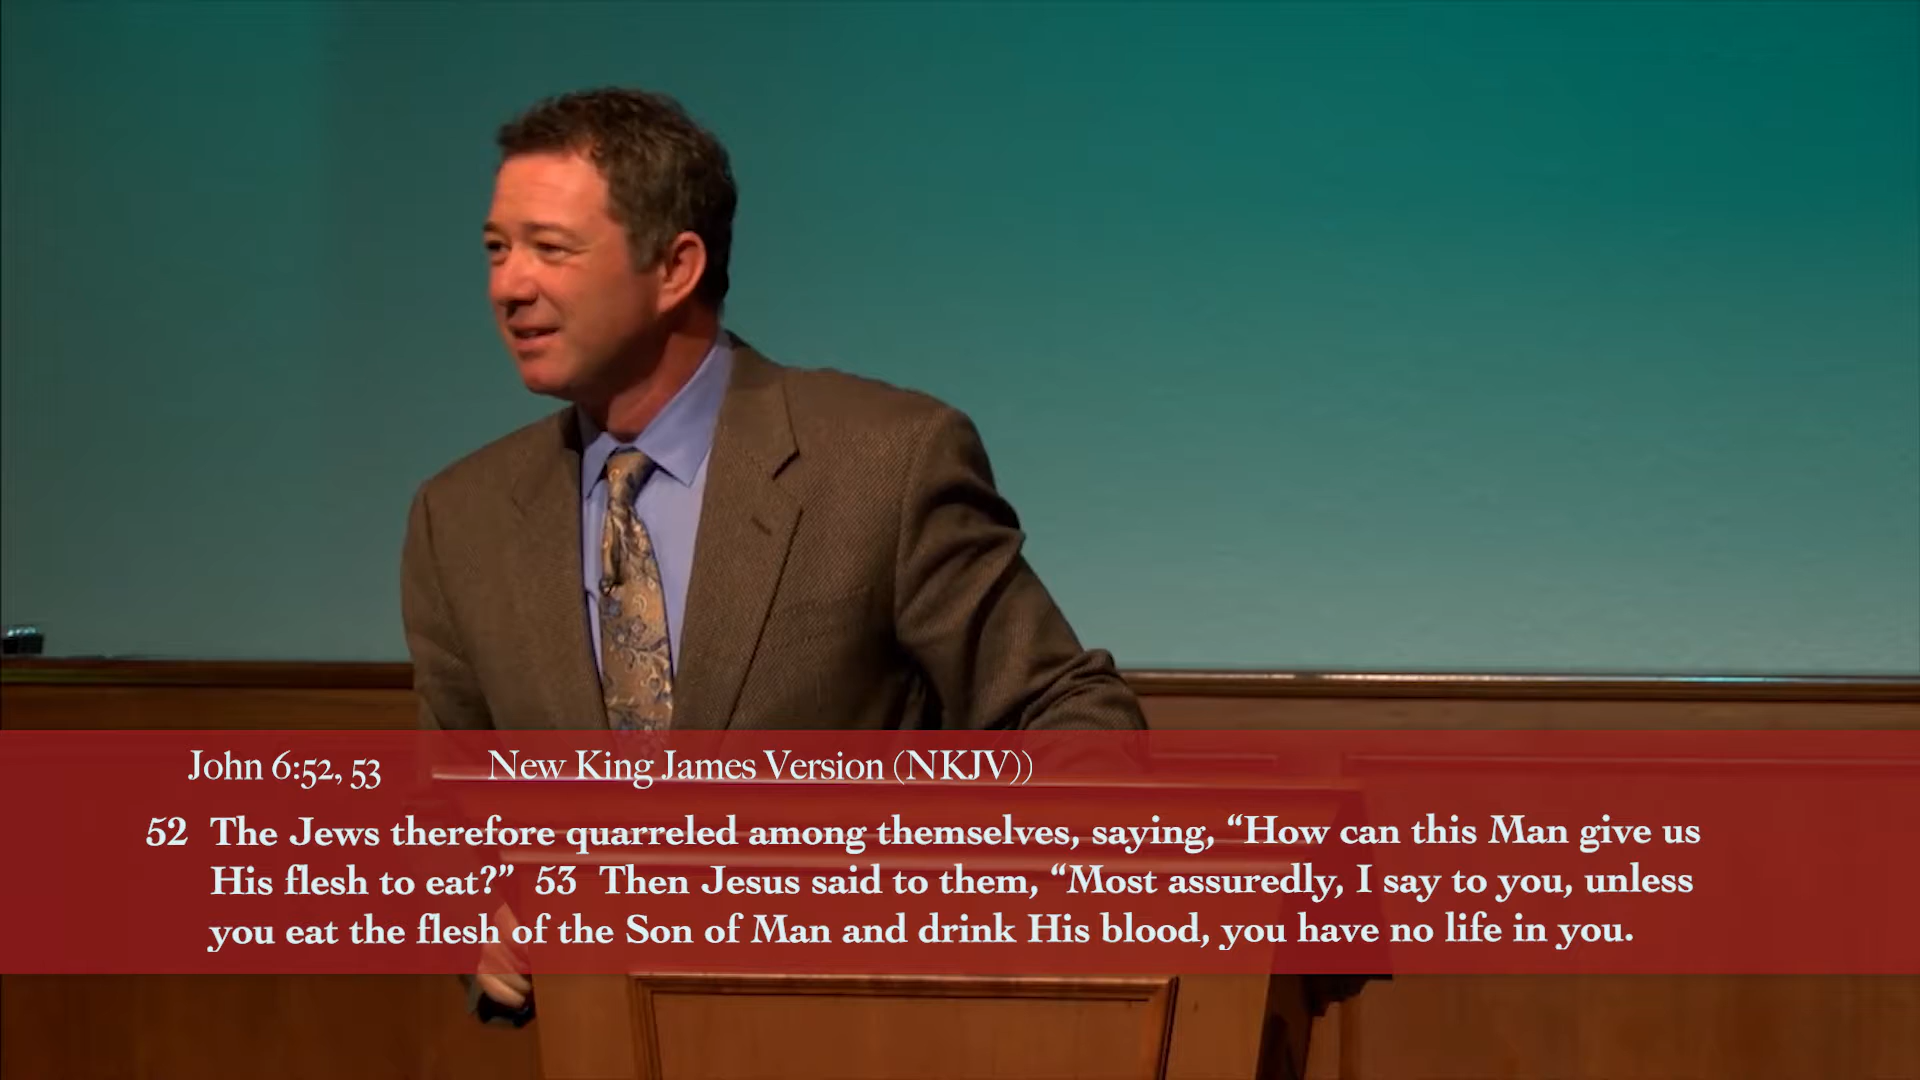 John 6:52, 53 New King James Version (NKJV))
52 The Jews therefore quarreled among themselves, saying, “How can this Man give us
His flesh to eat?” 53 Then Jesus said to them, “Most assuredly, I say to you, unless
you eat the flesh of the Son of Man and drink His blood, you have no life in you.